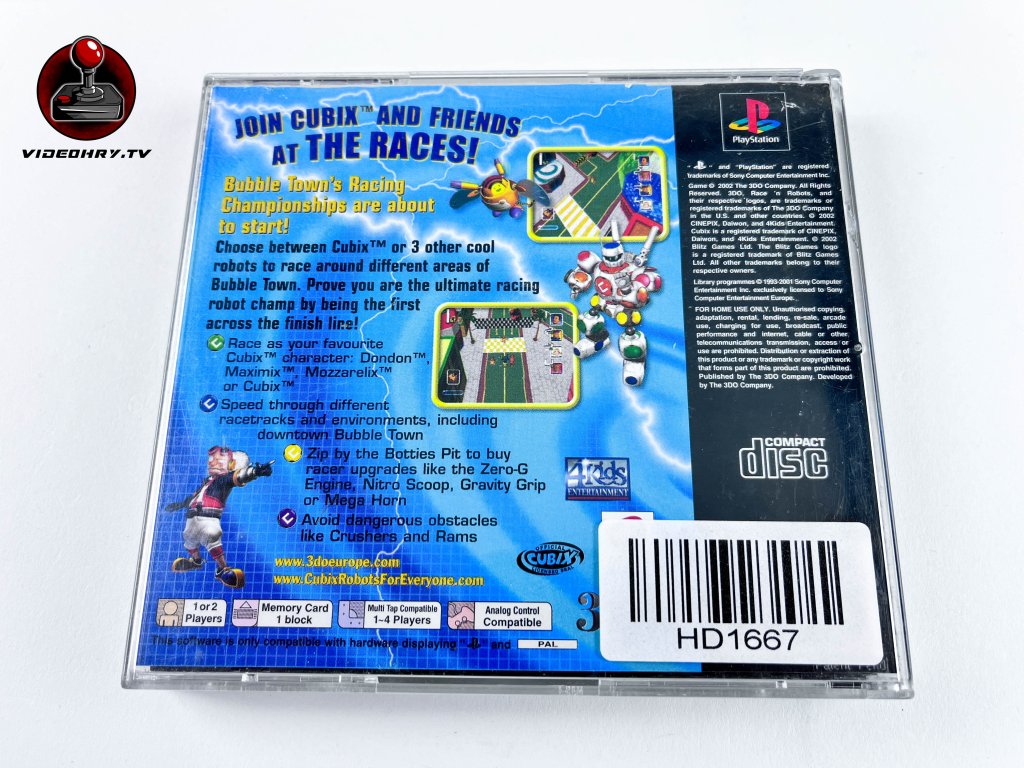 VIDEOHRY.TV
JOIN CUBIX™ AND FRIENDS
AT THE RACES!
Bubble Town's Racing
Championships are about
to start!
Choose between Cubix™ or 3 other cool
robots to race around different areas of
Bubble Town. Prove you are the ultimate racing
robot champ by being the first
across the finish line!
Race as your favourite
Cubix™ character: Dondon™,
Maximix™, Mozzarelix™
or Cubix™
Speed through different
racetracks and environments, including
downtown Bubble Town
Zip by the Botties Pit to buy
racer upgrades like the Zero-G
Engine, Nitro Scoop, Gravity Grip
or Mega Horn
Avoid dangerous obstacles
like Crushers and Rams
www.3doeurope.com
www.CubixRobotsForEveryone.com
1 or 2
Players
Memory Card
1 block
Multi Tap Compatible
1~4 Players
Analog Control
Compatible
This software is only compatible with hardware displaying and PAL
4Kids
ENTERTAINMENT
OFFICIAL
CUBIX
LICENSED SEAL
3
PlayStation
" " and "PlayStation" are registered
trademarks of Sony Computer Entertainment Inc.
Game © 2002 The 3DO Company. All Rights
Reserved. 3DO, Race 'n Robots, and
their respective logos, are trademarks or
registered trademarks of The 3DO Company
in the U.S. and other countries. © 2002
CINEPIX, Daiwon, and 4Kids Entertainment.
Cubix is a registered trademark of CINEPIX,
Daiwon, and 4Kids Entertainment. © 2002
Blitz Games Ltd. The Blitz Games logo
is a registered trademark of Blitz Games
Ltd. All other trademarks belong to their
respective owners.
Library programmes © 1993-2001 Sony Computer
Entertainment Inc. exclusively licensed to Sony
Computer Entertainment Europe.
FOR HOME USE ONLY. Unauthorised copying,
adaptation, rental, lending, re-sale, arcade
use, charging for use, broadcast, public
performance and internet, cable or other,
telecommunications transmission, access or
use are prohibited. Distribution or extraction of
this product or any trademark or copyright work
that forms part of this product are prohibited.
Published by The 3DO Company. Developed
by The 3DO Company.
COMPACT
disc
HD1667